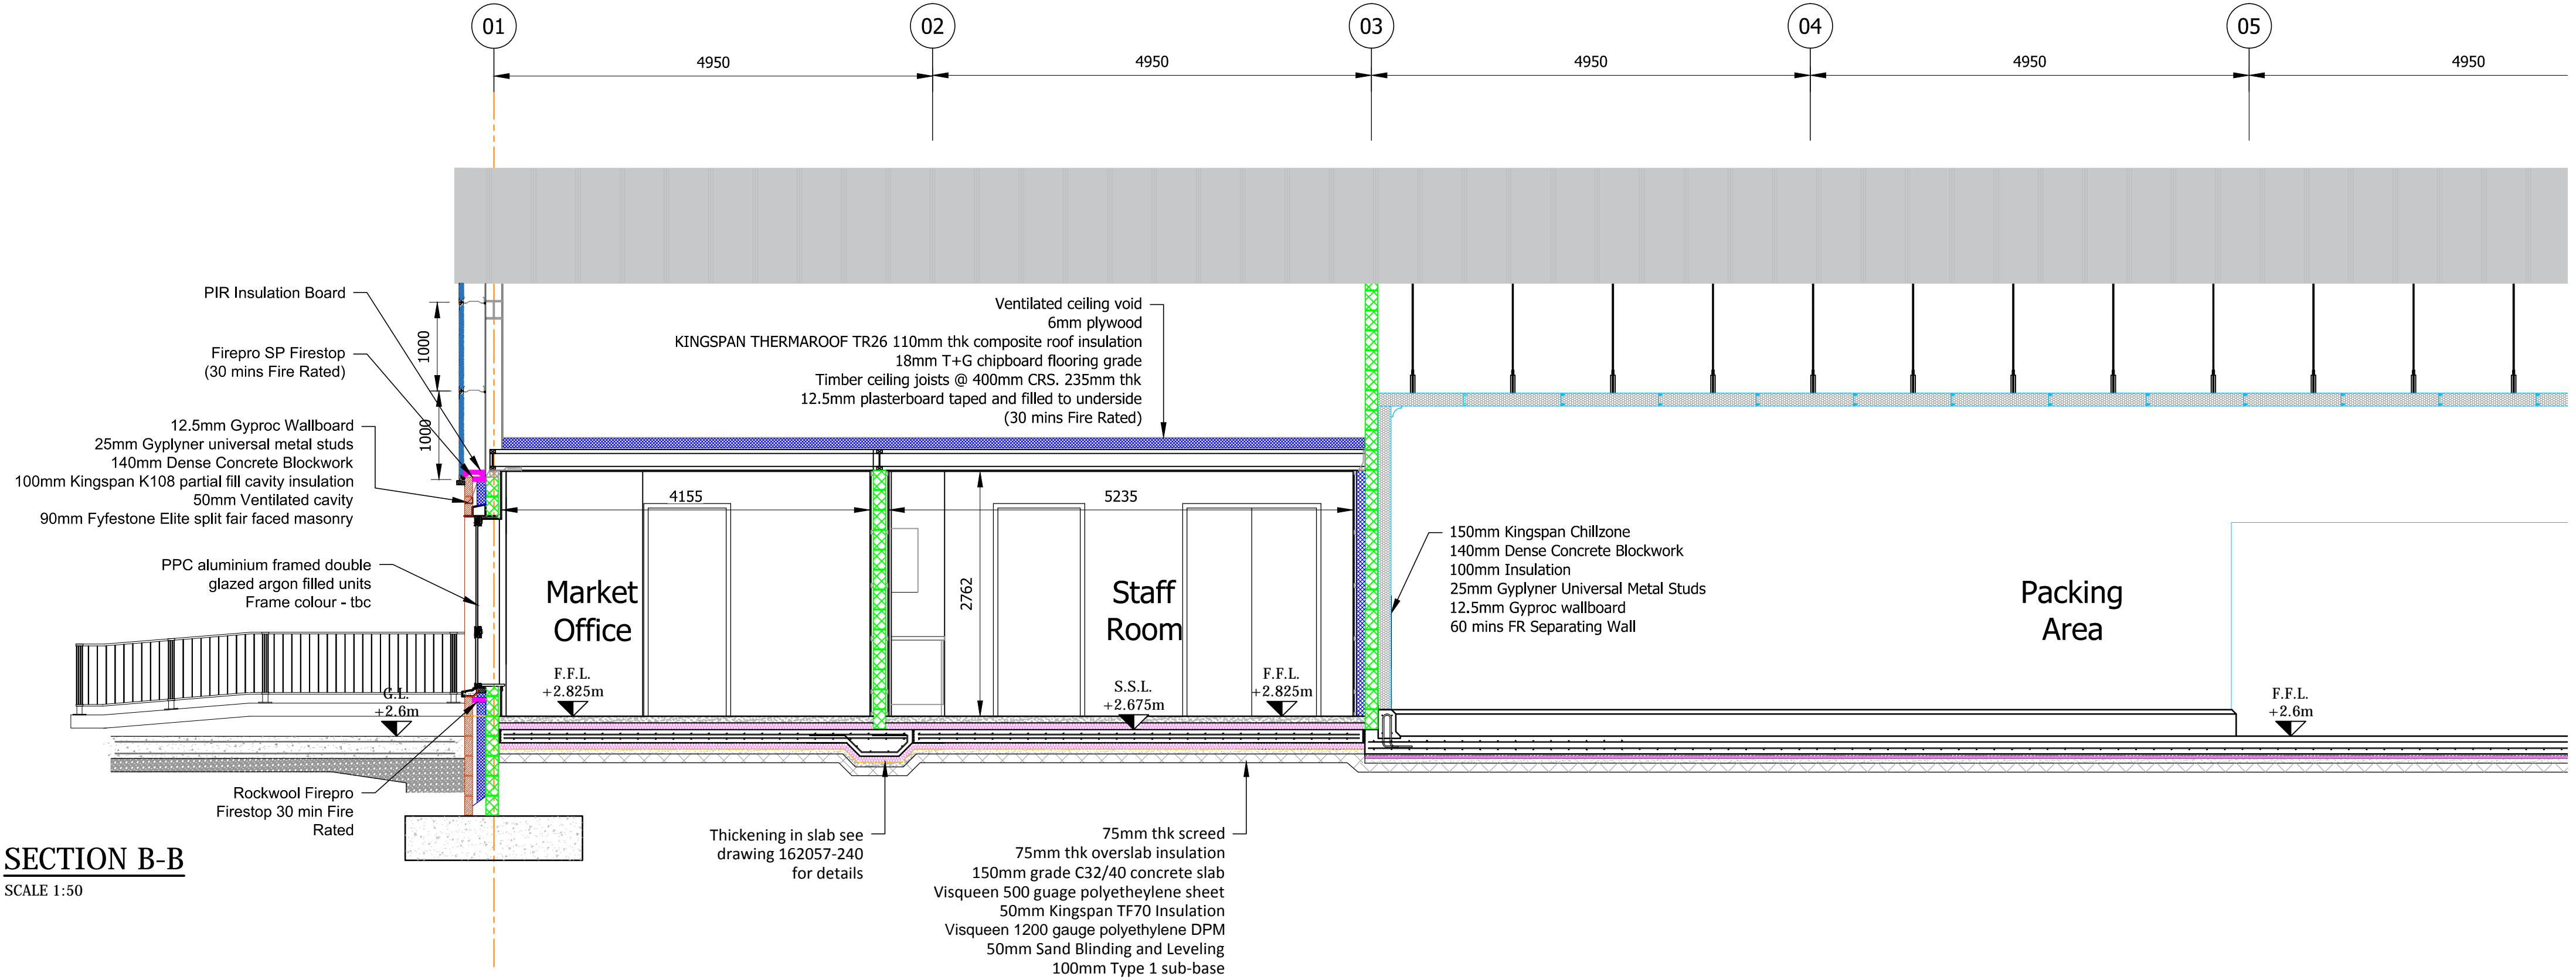 01
02
03
04
05
4950
4950
4950
4950
4950
PIR Insulation Board
Firepro SP Firestop
(30 mins Fire Rated)
12.5mm Gyproc Wallboard
25mm Gyplyner universal metal studs
140mm Dense Concrete Blockwork
100mm Kingspan K108 partial fill cavity insulation
50mm Ventilated cavity
90mm Fyfestone Elite split fair faced masonry
PPC aluminium framed double
glazed argon filled units
Frame colour - tbc
1000
1000
Ventilated ceiling void
6mm plywood
KINGSPAN THERMAROOF TR26 110mm thk composite roof insulation
18mm T+G chipboard flooring grade
Timber ceiling joists @ 400mm CRS. 235mm thk
12.5mm plasterboard taped and filled to underside
(30 mins Fire Rated)
4155
5235
2762
Market
Office
Staff
Room
150mm Kingspan Chillzone
140mm Dense Concrete Blockwork
100mm Insulation
25mm Gyplyner Universal Metal Studs
12.5mm Gyproc wallboard
60 mins FR Separating Wall
Packing
Area
G.L.
+2.6m
F.F.L.
+2.825m
S.S.L.
+2.675m
F.F.L.
+2.825m
F.F.L.
+2.6m
Rockwool Firepro
Firestop 30 min Fire
Rated
Thickening in slab see
drawing 162057-240
for details
75mm thk screed
75mm thk overslab insulation
150mm grade C32/40 concrete slab
Visqueen 500 guage polyetheylene sheet
50mm Kingspan TF70 Insulation
Visqueen 1200 gauge polyethylene DPM
50mm Sand Blinding and Leveling
100mm Type 1 sub-base
SECTION B-B
SCALE 1:50